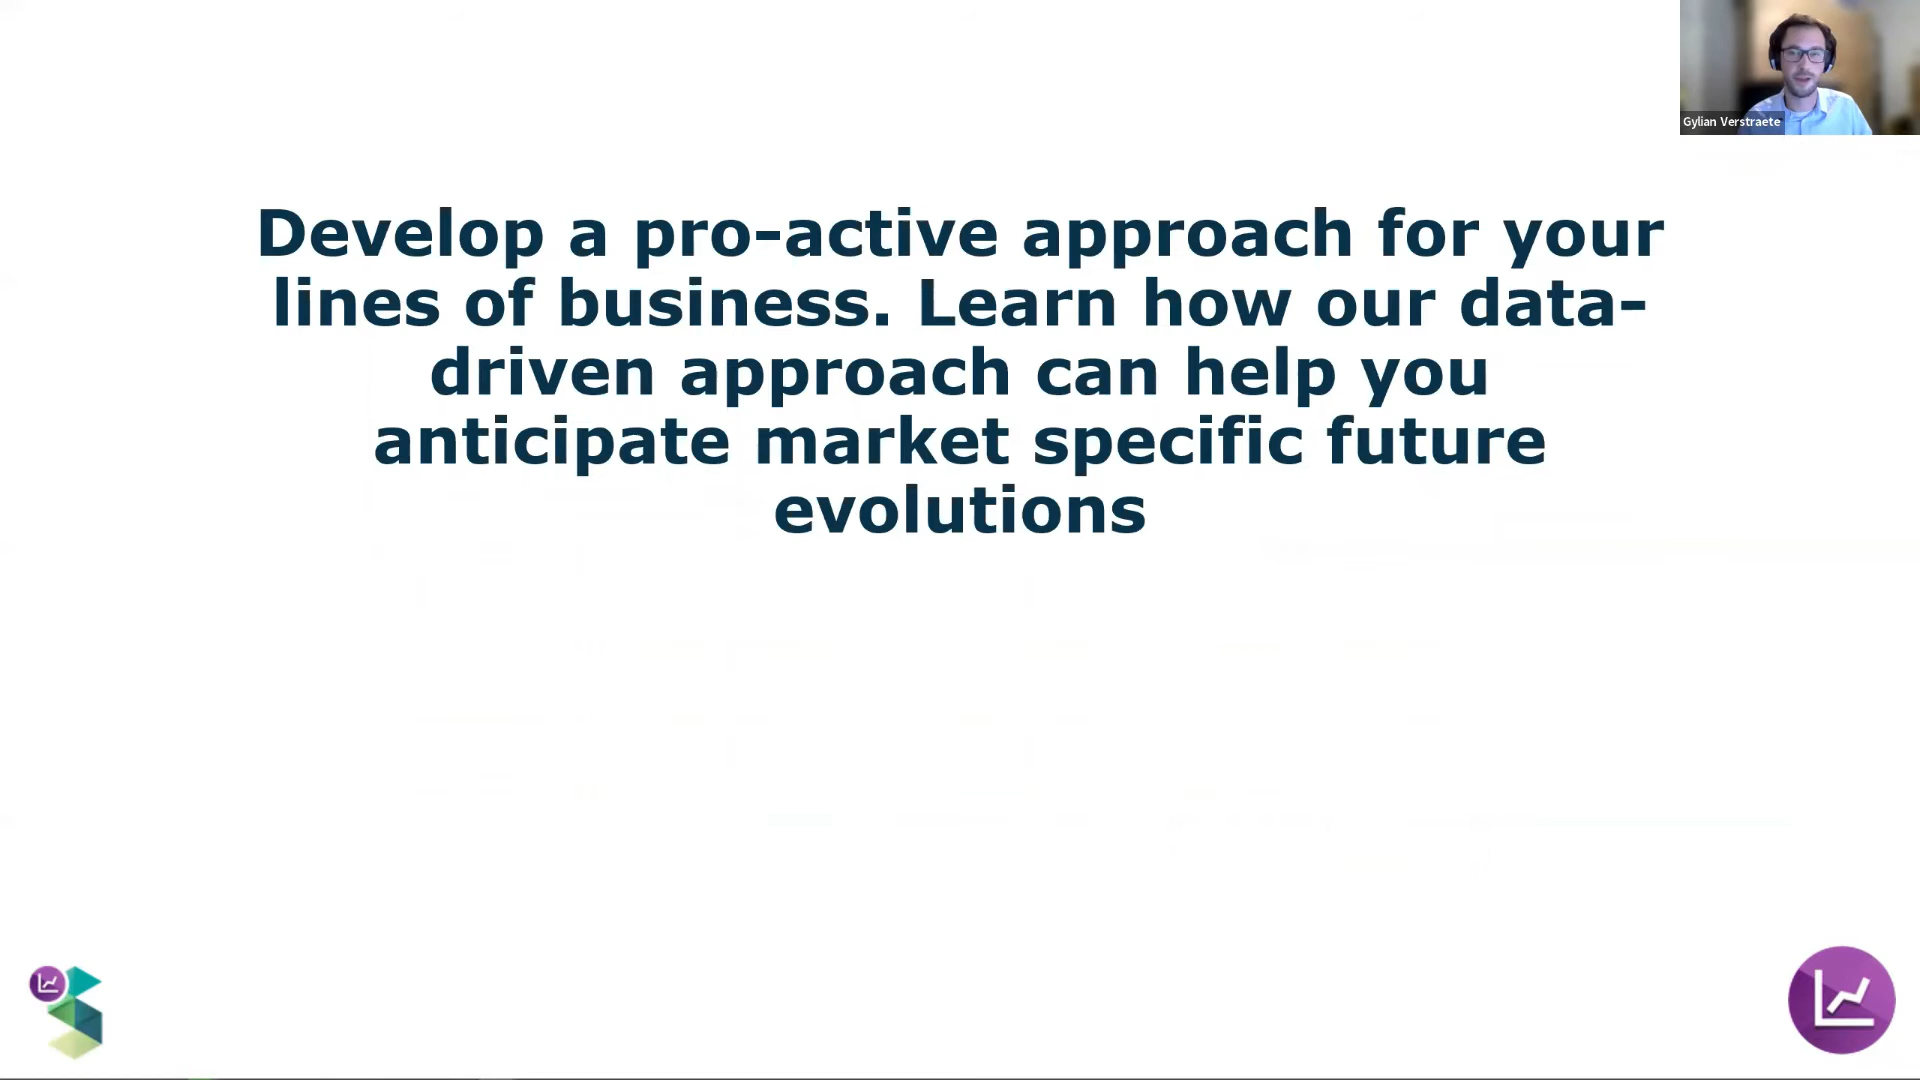 Gylian Verstraete
Develop a pro-active approach for your
lines of business. Learn how our data-
driven approach can help you
anticipate market specific future
evolutions